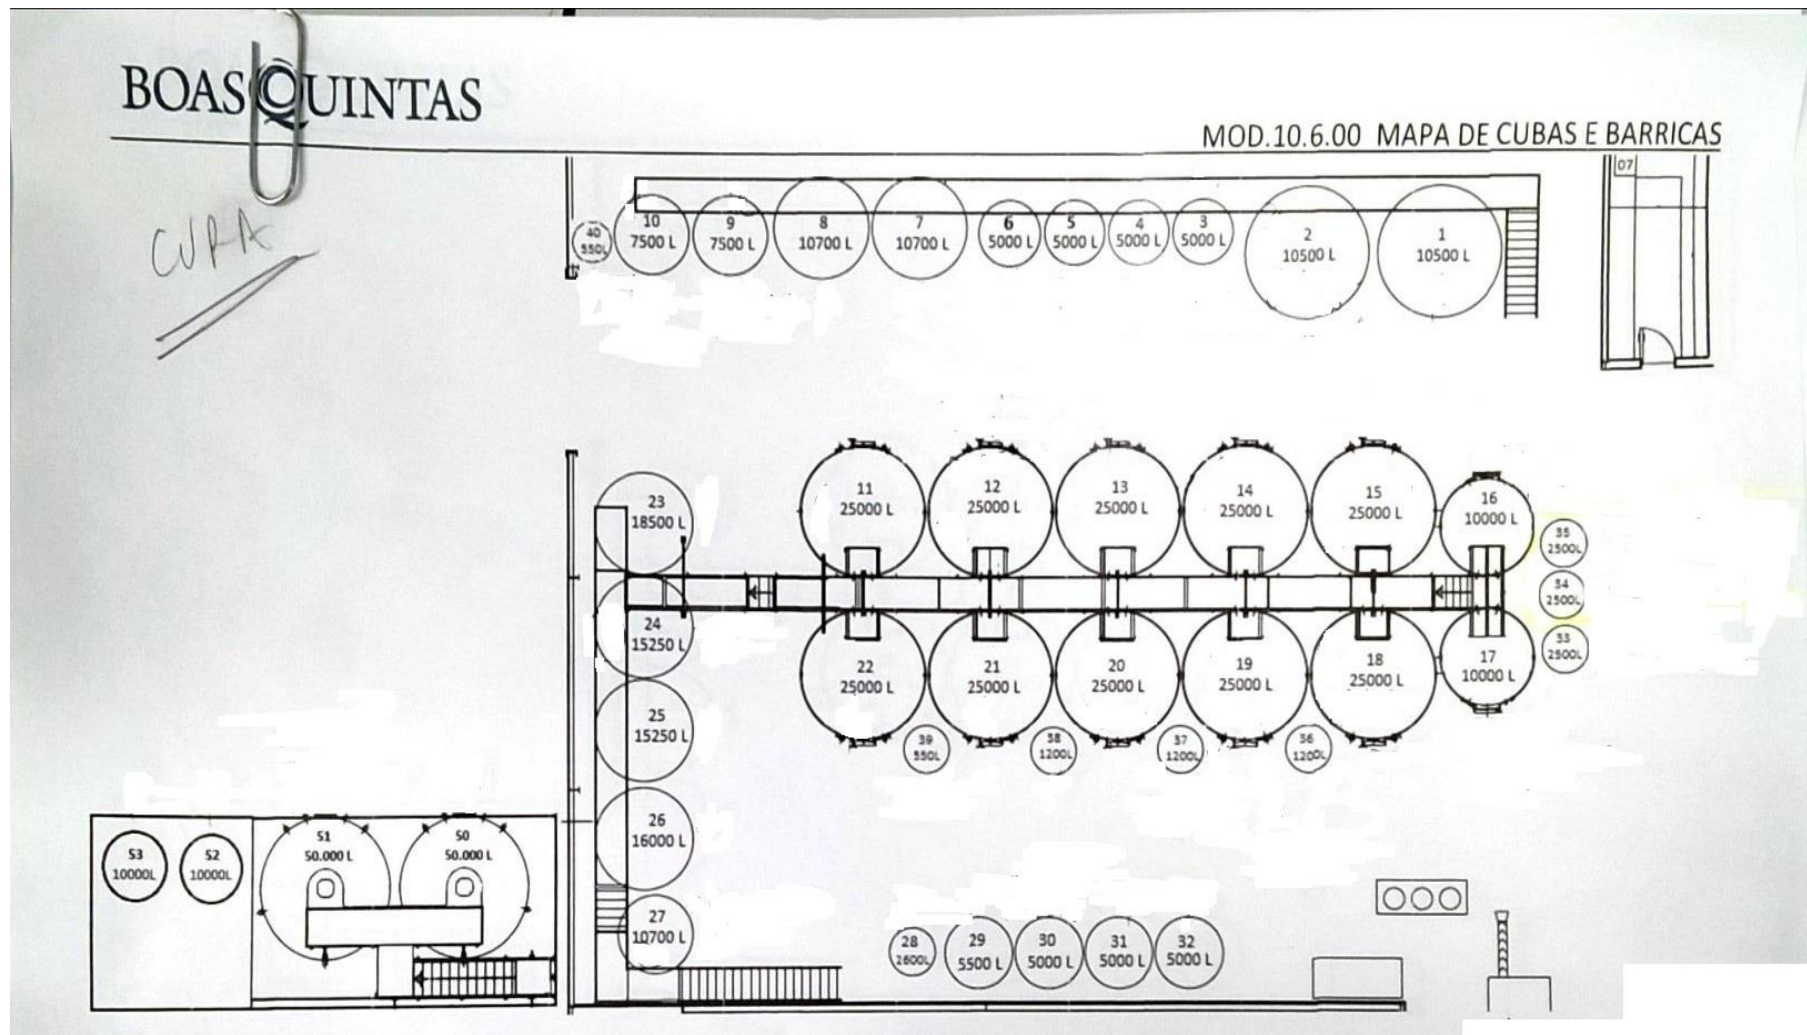 BOAS QUINTAS
MOD.10.6.00 MAPA DE CUBAS E BARRICAS
CURA
07
40
550L
10
7500 L
9
7500 L
8
10700 L
7
10700 L
6
5000 L
5
5000 L
4
5000 L
3
5000 L
2
10500 L
1
10500 L
11
25000 L
12
25000 L
13
25000 L
14
25000 L
15
25000 L
16
10000 L
23
18500 L
35
2500L
34
2500L
33
2500L
24
15250 L
22
25000 L
21
25000 L
20
25000 L
19
25000 L
18
25000 L
17
10000 L
25
15250 L
39
550L
38
1200L
37
1200L
36
1200L
26
16000 L
53
10000L
52
10000L
51
50.000 L
50
50.000 L
27
10700 L
28
2600L
29
5500 L
30
5000 L
31
5000 L
32
5000 L